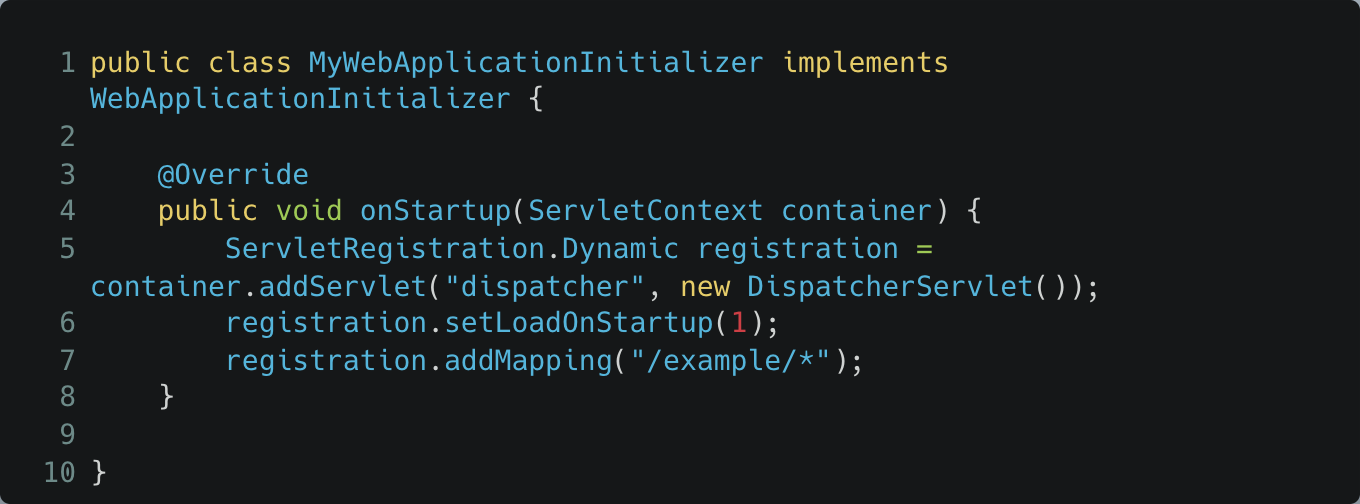 1 public class MyWebApplicationInitializer implements
WebApplicationInitializer {
2
3     @Override
4     public void onStartup(ServletContext container) {
5         ServletRegistration.Dynamic registration =
container.addServlet("dispatcher", new DispatcherServlet());
6         registration.setLoadOnStartup(1);
7         registration.addMapping("/example/*");
8     }
9
10 }